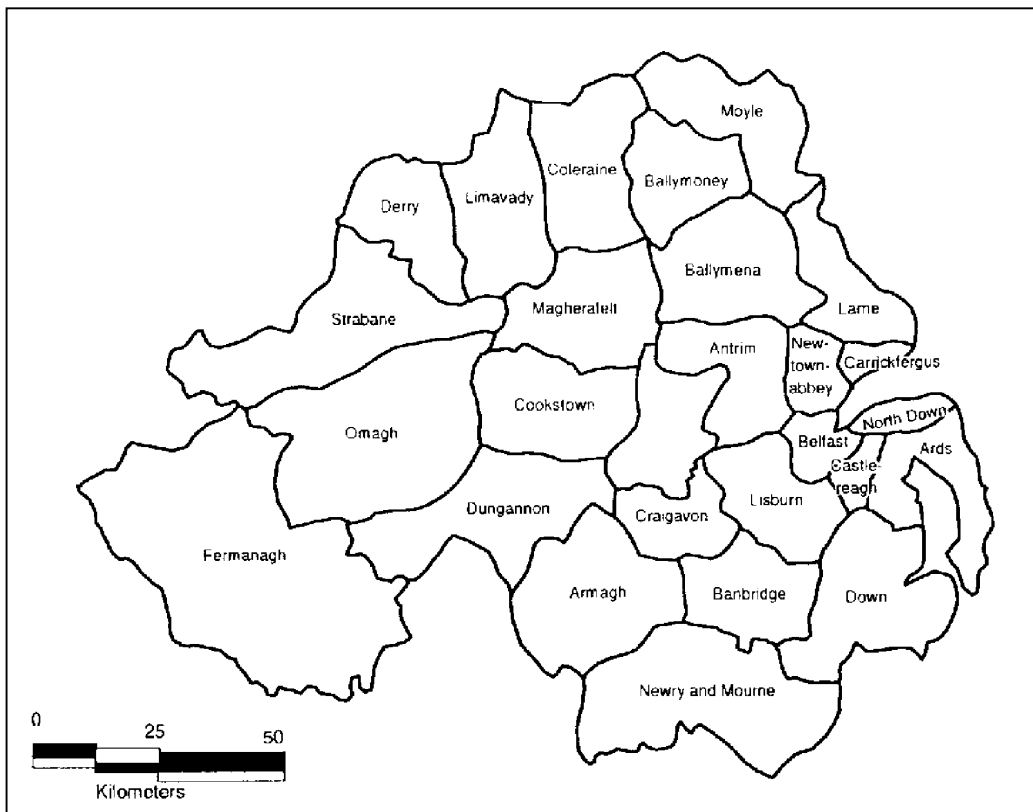 Moyle
Coleraine
Ballymoney
Limavady
Derry
Ballymena
Magherafelt
Lame
Strabane
Antrim
New-
town-
abbey
Carrickfergus
Cookstown
North Down
Omagh
Belfast
Ards
Castle-
reagh
Lisburn
Dungannon
Craigavon
Fermanagh
Armagh
Banbridge
Down
Newry and Mourne
0
25
50
Kilometers